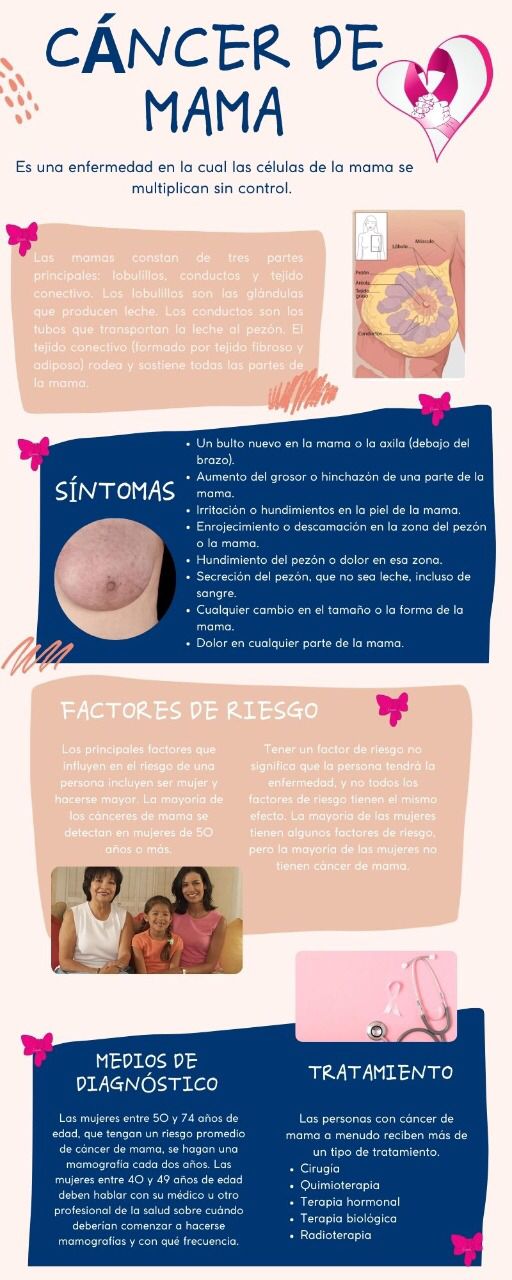 CÁNCER DE
MAMA
Es una enfermedad en la cual las células de la mama se
multiplican sin control.
Las mamas constan de tres partes
principales: lobulillos, conductos y tejido
conectivo. Los lobulillos son las glándulas
que producen leche. Los conductos son los
tubos que transportan la leche al pezón. El
tejido conectivo (formado por tejido fibroso y
adiposo) rodea y sostiene todas las partes de
la mama.
Músculo
Lóbulo
Pezón
Areola
Tejido
graso
Conductos
SÍNTOMAS
• Un bulto nuevo en la mama o la axila (debajo del
brazo).
• Aumento del grosor o hinchazón de una parte de la
mama.
• Irritación o hundimientos en la piel de la mama.
• Enrojecimiento o descamación en la zona del pezón
o la mama.
• Hundimiento del pezón o dolor en esa zona.
• Secreción del pezón, que no sea leche, incluso de
sangre.
• Cualquier cambio en el tamaño o la forma de la
mama.
• Dolor en cualquier parte de la mama.
FACTORES DE RIESGO
Los principales factores que
influyen en el riesgo de una
persona incluyen ser mujer y
hacerse mayor. La mayoría de
los cánceres de mama se
detectan en mujeres de 50
años o más.
Tener un factor de riesgo no
significa que la persona tendrá la
enfermedad, y no todos los
factores de riesgo tienen el mismo
efecto. La mayoría de las mujeres
tienen algunos factores de riesgo,
pero la mayoría de las mujeres no
tienen cáncer de mama.
MEDIOS DE
DIAGNÓSTICO
Las mujeres entre 50 y 74 años de
edad, que tengan un riesgo promedio
de cáncer de mama, se hagan una
mamografía cada dos años. Las
mujeres entre 40 y 49 años de edad
deben hablar con su médico u otro
profesional de la salud sobre cuándo
deberían comenzar a hacerse
mamografías y con qué frecuencia.
TRATAMIENTO
Las personas con cáncer de
mama a menudo reciben más de
un tipo de tratamiento.
• Cirugía
• Quimioterapia
• Terapia hormonal
• Terapia biológica
• Radioterapia